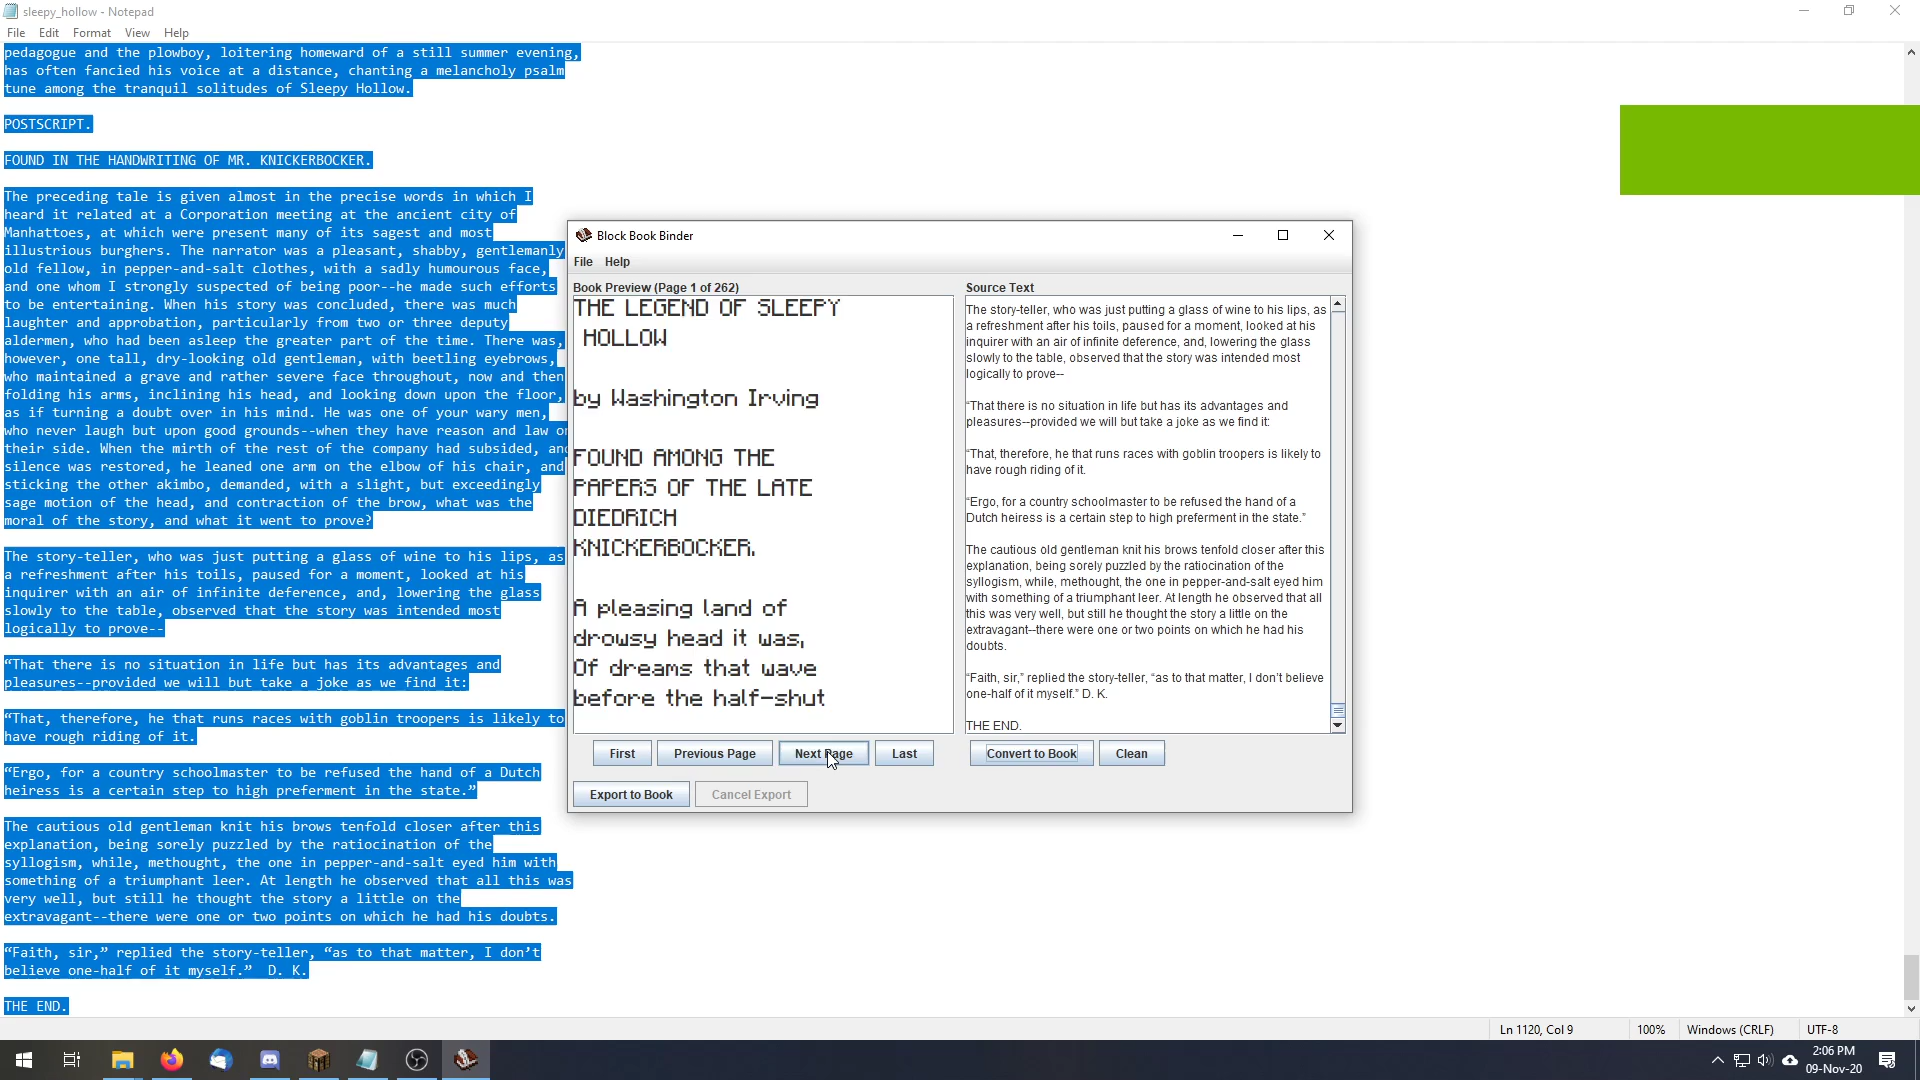 sleepy_hollow - Notepad
File Edit Format View Help
pedagogue and the plowboy, loitering homeward of a still summer evening,
has often fancied his voice at a distance, chanting a melancholy psalm
tune among the tranquil solitudes of Sleepy Hollow.
POSTSCRIPT.
FOUND IN THE HANDWRITING OF MR. KNICKERBOCKER.
The preceding tale is given almost in the precise words in which I
heard it related at a Corporation meeting at the ancient city of
Manhattoes, at which were present many of its sagest and most
illustrious burghers. The narrator was a pleasant, shabby, gentlemanly
old fellow, in pepper-and-salt clothes, with a sadly humourous face,
and one whom I strongly suspected of being poor--he made such efforts
to be entertaining. When his story was concluded, there was much
laughter and approbation, particularly from two or three deputy
aldermen, who had been asleep the greater part of the time. There was,
however, one tall, dry-looking old gentleman, with beetling eyebrows,
who maintained a grave and rather severe face throughout, now and then
folding his arms, inclining his head, and looking down upon the floor,
as if turning a doubt over in his mind. He was one of your wary men,
who never laugh but upon good grounds--when they have reason and law on
their side. When the mirth of the rest of the company had subsided, and
silence was restored, he leaned one arm on the elbow of his chair, and
sticking the other akimbo, demanded, with a slight, but exceedingly
sage motion of the head, and contraction of the brow, what was the
moral of the story, and what it went to prove?
The story-teller, who was just putting a glass of wine to his lips, as
a refreshment after his toils, paused for a moment, looked at his
inquirer with an air of infinite deference, and, lowering the glass
slowly to the table, observed that the story was intended most
logically to prove--
“That there is no situation in life but has its advantages and
pleasures--provided we will but take a joke as we find it:
“That, therefore, he that runs races with goblin troopers is likely to
have rough riding of it.
“Ergo, for a country schoolmaster to be refused the hand of a Dutch
heiress is a certain step to high preferment in the state.”
The cautious old gentleman knit his brows tenfold closer after this
explanation, being sorely puzzled by the ratiocination of the
syllogism, while, methought, the one in pepper-and-salt eyed him with
something of a triumphant leer. At length he observed that all this was
very well, but still he thought the story a little on the
extravagant--there were one or two points on which he had his doubts.
“Faith, sir,” replied the story-teller, “as to that matter, I don’t
believe one-half of it myself.” D. K.
THE END.
Block Book Binder
File Help
Book Preview (Page 1 of 262)
THE LEGEND OF SLEEPY
HOLLOW
by Washington Irving
FOUND AMONG THE
PAPERS OF THE LATE
DIEDRICH
KNICKERBOCKER.
A pleasing land of
drowsy head it was,
Of dreams that wave
before the half-shut
First Previous Page Next Page Last
Export to Book Cancel Export
Source Text
The story-teller, who was just putting a glass of wine to his lips, as
a refreshment after his toils, paused for a moment, looked at his
inquirer with an air of infinite deference, and, lowering the glass
slowly to the table, observed that the story was intended most
logically to prove--
“That there is no situation in life but has its advantages and
pleasures--provided we will but take a joke as we find it:
“That, therefore, he that runs races with goblin troopers is likely to
have rough riding of it.
“Ergo, for a country schoolmaster to be refused the hand of a
Dutch heiress is a certain step to high preferment in the state.”
The cautious old gentleman knit his brows tenfold closer after this
explanation, being sorely puzzled by the ratiocination of the
syllogism, while, methought, the one in pepper-and-salt eyed him
with something of a triumphant leer. At length he observed that all
this was very well, but still he thought the story a little on the
extravagant--there were one or two points on which he had his
doubts.
“Faith, sir,” replied the story-teller, “as to that matter, I don’t believe
one-half of it myself.” D. K.
THE END.
Convert to Book Clean
Ln 1120, Col 9 100% Windows (CRLF) UTF-8
2:06 PM
09-Nov-20